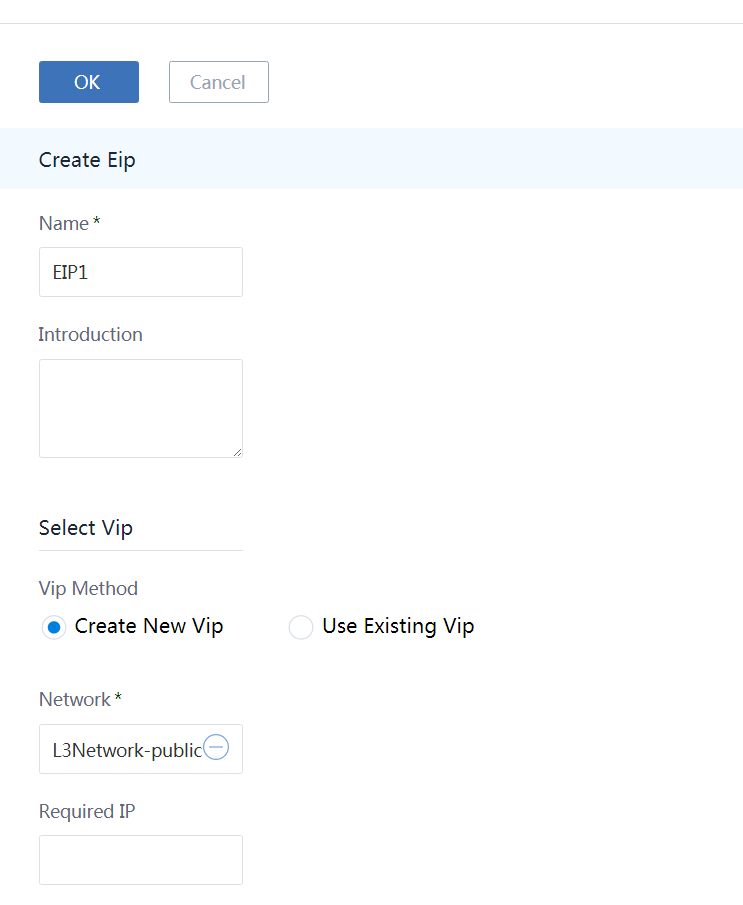 OK Cancel
Create Eip
Name*
EIP1
Introduction
Select Vip
Vip Method
Create New Vip Use Existing Vip
Network*
L3Network-public
Required IP